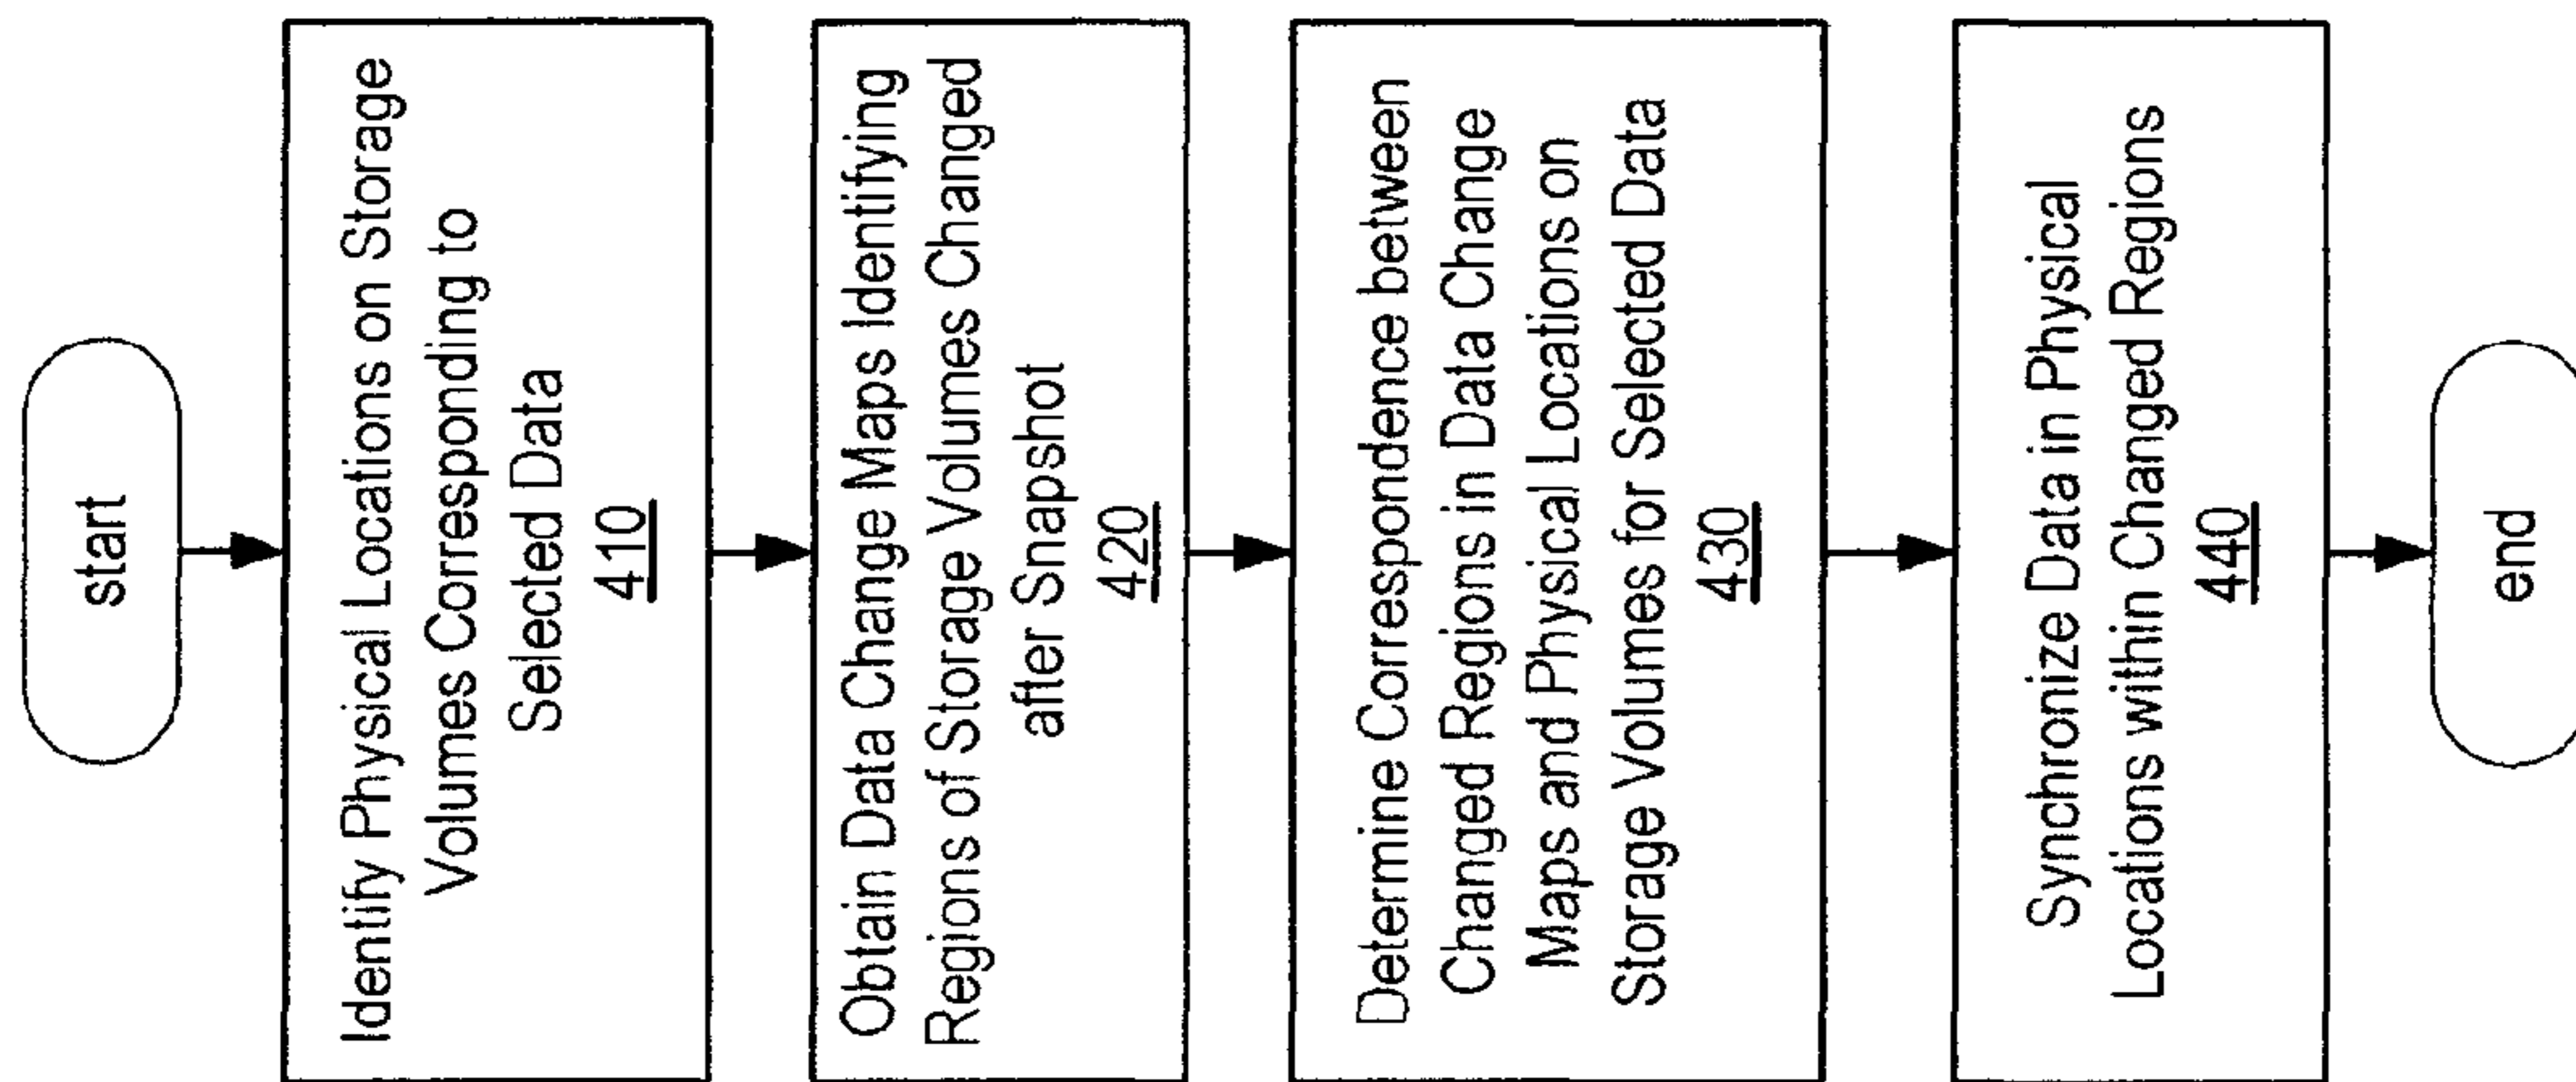 start
Identify Physical Locations on Storage
Volumes Corresponding to
Selected Data
410
Obtain Data Change Maps Identifying
Regions of Storage Volumes Changed
after Snapshot
420
Determine Correspondence between
Changed Regions in Data Change
Maps and Physical Locations on
Storage Volumes for Selected Data
430
Synchronize Data in Physical
Locations within Changed Regions
440
end